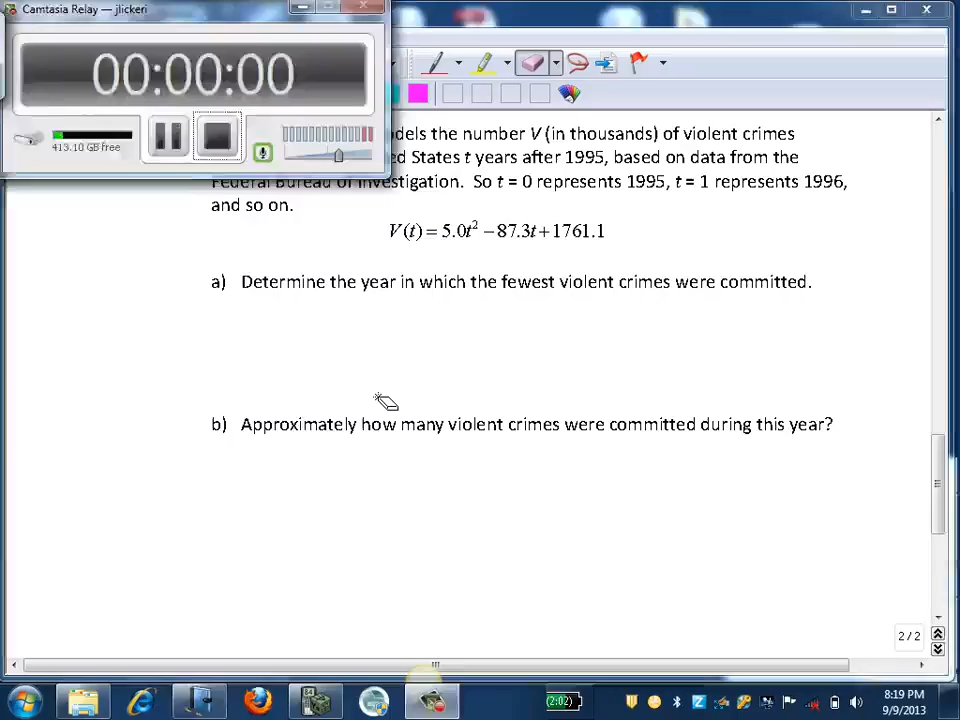 Camtasia Relay — jlickeri
00:00:00
413.10 GB free
dels the number V (in thousands) of violent crimes
ed States t years after 1995, based on data from the
Federal Bureau of Investigation. So t = 0 represents 1995, t = 1 represents 1996,
and so on.
V(t) = 5.0t² − 87.3t + 1761.1
a) Determine the year in which the fewest violent crimes were committed.
b) Approximately how many violent crimes were committed during this year?
2 / 2
(2:02)
8:19 PM
9/9/2013